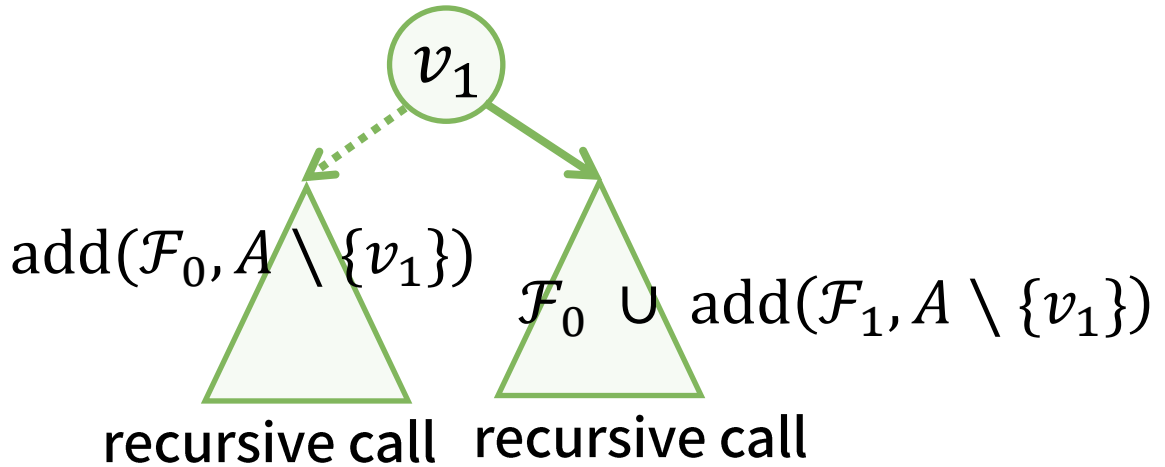 𝑣₁
add(ℱ₀, 𝐴 \ {𝑣₁})
ℱ₀ ∪ add(ℱ₁, 𝐴 \ {𝑣₁})
recursive call
recursive call